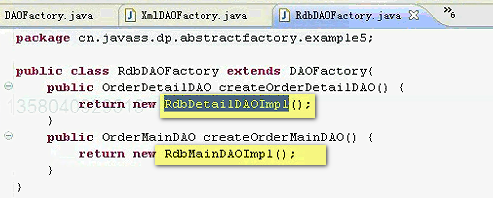 DAOFactory.java XmlDAOFactory.java RdbDAOFactory.java »6
package cn.javass.dp.abstractfactory.example5;
public class RdbDAOFactory extends DAOFactory{
public OrderDetailDAO createOrderDetailDAO() {
return new RdbDetailDAOImpl();
}
public OrderMainDAO createOrderMainDAO() {
return new RdbMainDAOImpl();
}
}